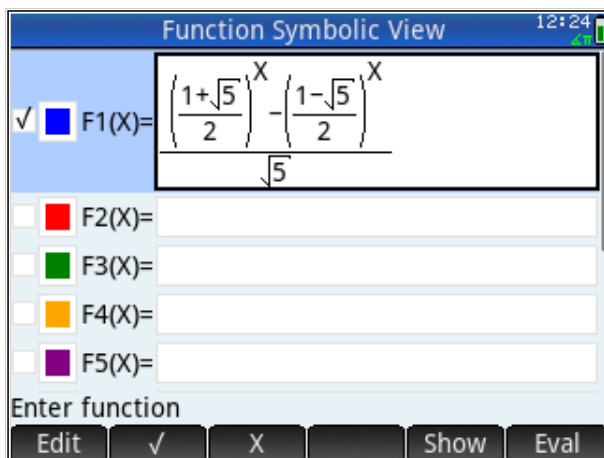 Function Symbolic View 12:24
∡π
√ F1(X)= (((1+√5)/2)^X-((1-√5)/2)^X)/√5
F2(X)=
F3(X)=
F4(X)=
F5(X)=
Enter function
Edit √ X Show Eval